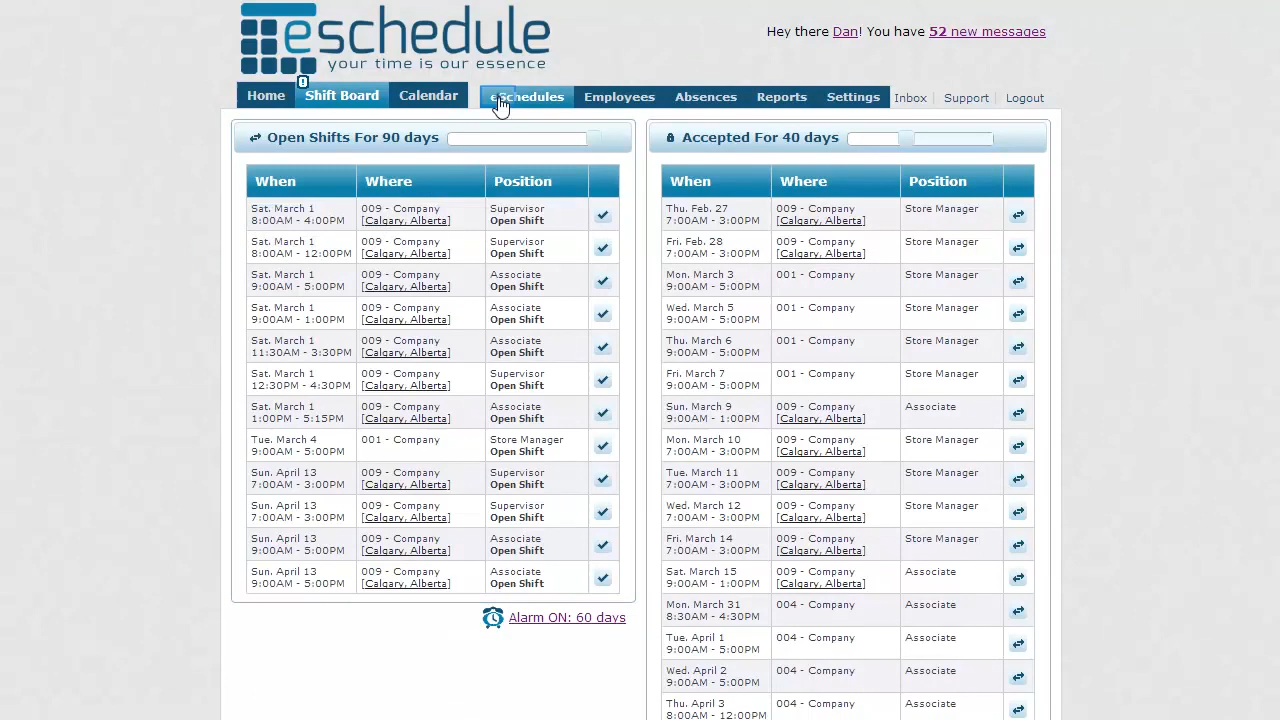 eschedule
your time is our essence
Hey there Dan! You have 52 new messages
Home Shift Board Calendar eSchedules Employees Absences Reports Settings Inbox Support Logout
Open Shifts For 90 days
When Where Position
Sat. March 1 009 - Company Supervisor
8:00AM - 4:00PM [Calgary, Alberta] Open Shift
Sat. March 1 009 - Company Supervisor
8:00AM - 12:00PM [Calgary, Alberta] Open Shift
Sat. March 1 009 - Company Associate
9:00AM - 5:00PM [Calgary, Alberta] Open Shift
Sat. March 1 009 - Company Associate
9:00AM - 1:00PM [Calgary, Alberta] Open Shift
Sat. March 1 009 - Company Associate
11:30AM - 3:30PM [Calgary, Alberta] Open Shift
Sat. March 1 009 - Company Supervisor
12:30PM - 4:30PM [Calgary, Alberta] Open Shift
Sat. March 1 009 - Company Associate
1:00PM - 5:15PM [Calgary, Alberta] Open Shift
Tue. March 4 001 - Company Store Manager
9:00AM - 5:00PM Open Shift
Sun. April 13 009 - Company Supervisor
7:00AM - 3:00PM [Calgary, Alberta] Open Shift
Sun. April 13 009 - Company Supervisor
7:00AM - 3:00PM [Calgary, Alberta] Open Shift
Sun. April 13 009 - Company Associate
9:00AM - 5:00PM [Calgary, Alberta] Open Shift
Sun. April 13 009 - Company Associate
9:00AM - 5:00PM [Calgary, Alberta] Open Shift
Alarm ON: 60 days
Accepted For 40 days
When Where Position
Thu. Feb. 27 009 - Company Store Manager
7:00AM - 3:00PM [Calgary, Alberta]
Fri. Feb. 28 009 - Company Store Manager
7:00AM - 3:00PM [Calgary, Alberta]
Mon. March 3 001 - Company Store Manager
9:00AM - 5:00PM
Wed. March 5 001 - Company Store Manager
9:00AM - 5:00PM
Thu. March 6 001 - Company Store Manager
9:00AM - 5:00PM
Fri. March 7 001 - Company Store Manager
9:00AM - 5:00PM
Sun. March 9 009 - Company Associate
9:00AM - 1:00PM [Calgary, Alberta]
Mon. March 10 009 - Company Store Manager
7:00AM - 3:00PM [Calgary, Alberta]
Tue. March 11 009 - Company Store Manager
7:00AM - 3:00PM [Calgary, Alberta]
Wed. March 12 009 - Company Store Manager
7:00AM - 3:00PM [Calgary, Alberta]
Fri. March 14 009 - Company Store Manager
7:00AM - 3:00PM [Calgary, Alberta]
Sat. March 15 009 - Company Associate
9:00AM - 1:00PM [Calgary, Alberta]
Mon. March 31 004 - Company Associate
8:30AM - 4:30PM
Tue. April 1 004 - Company Associate
9:00AM - 5:00PM
Wed. April 2 004 - Company Associate
9:00AM - 5:00PM
Thu. April 3 004 - Company Associate
8:00AM - 12:00PM